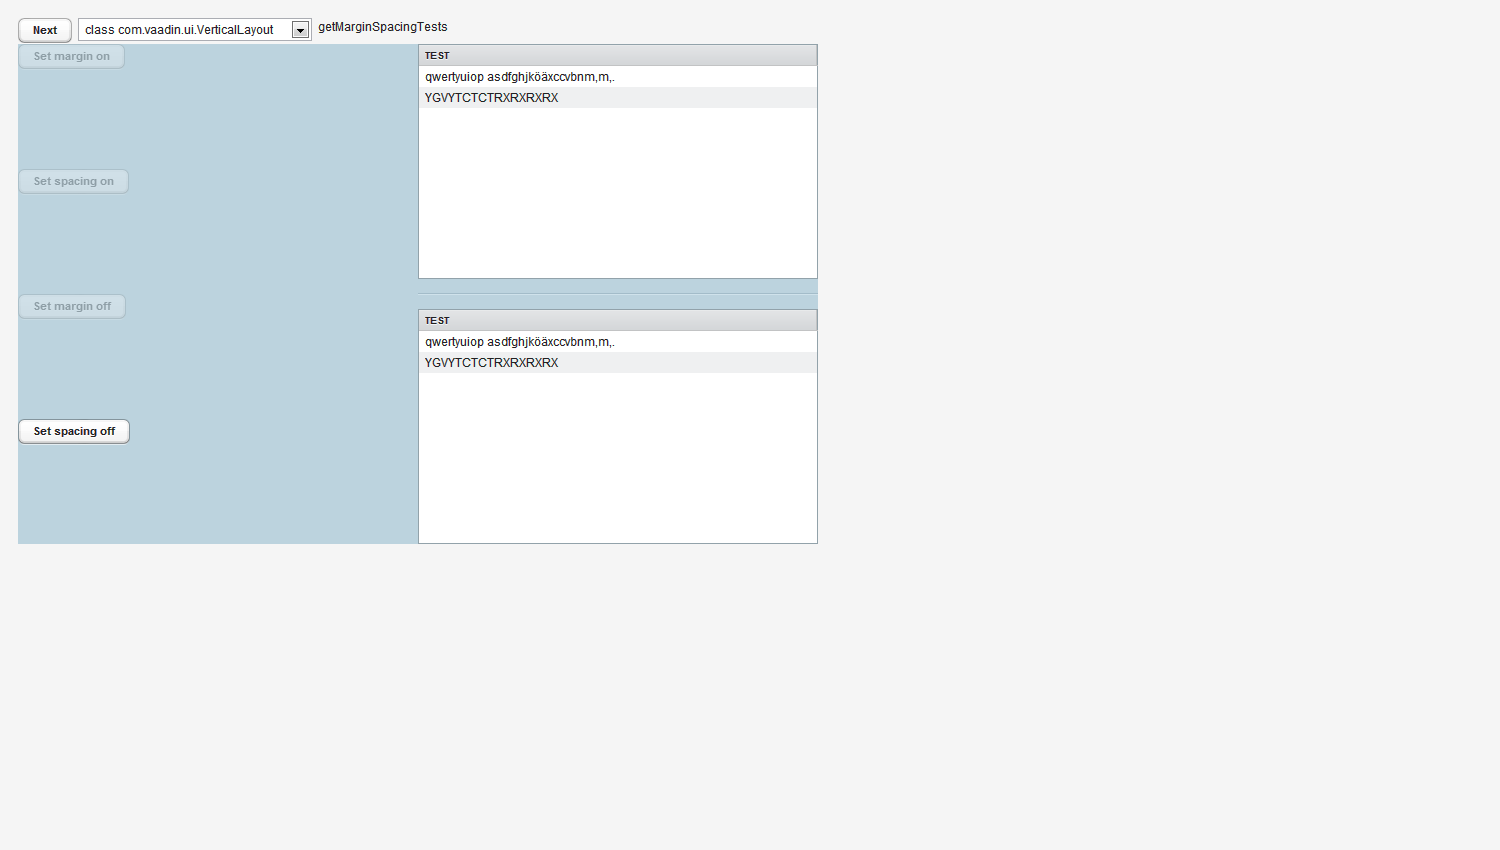 Next
class com.vaadin.ui.VerticalLayout
getMarginSpacingTests
Set margin on
Set spacing on
Set margin off
Set spacing off
TEST
qwertyuiop asdfghjköäxccvbnm,m,.
YGVYTCTCTRXRXRXRX
TEST
qwertyuiop asdfghjköäxccvbnm,m,.
YGVYTCTCTRXRXRXRX